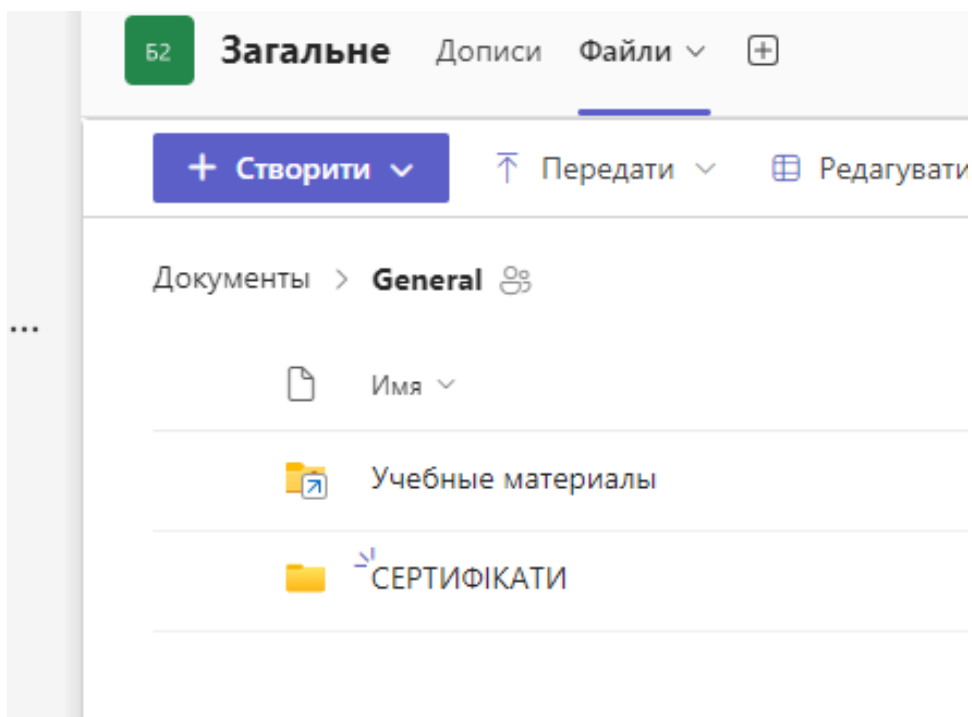 Б2 Загальне Дописи Файли
+ Створити Передати Редагувати
Документы > General
...
Имя
Учебные материалы
СЕРТИФІКАТИ